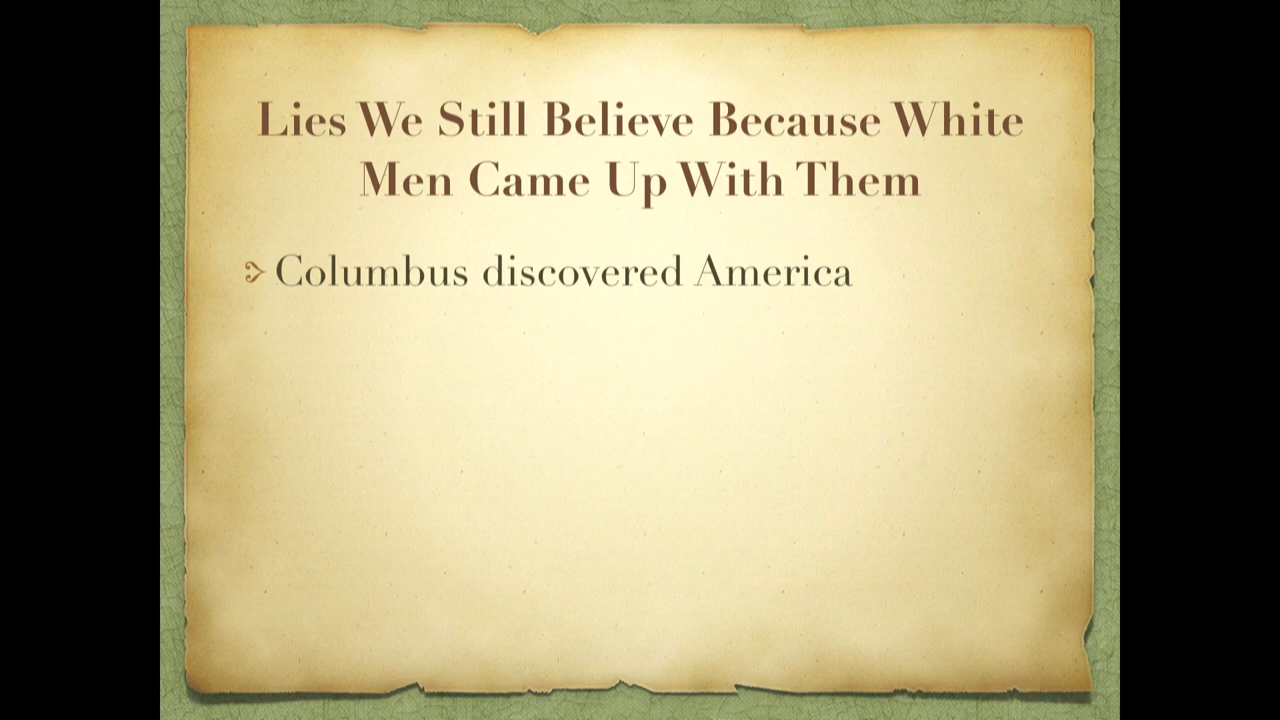 Lies We Still Believe Because White
Men Came Up With Them
Columbus discovered America